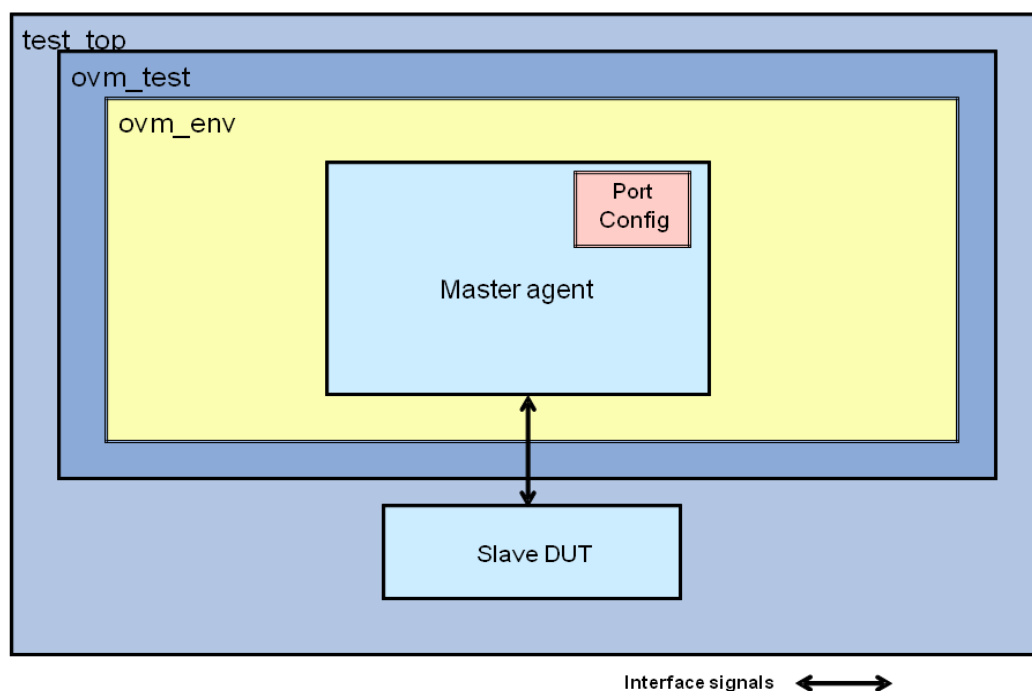 test_top
ovm_test
ovm_env
Port
Config
Master agent
Slave DUT
Interface signals